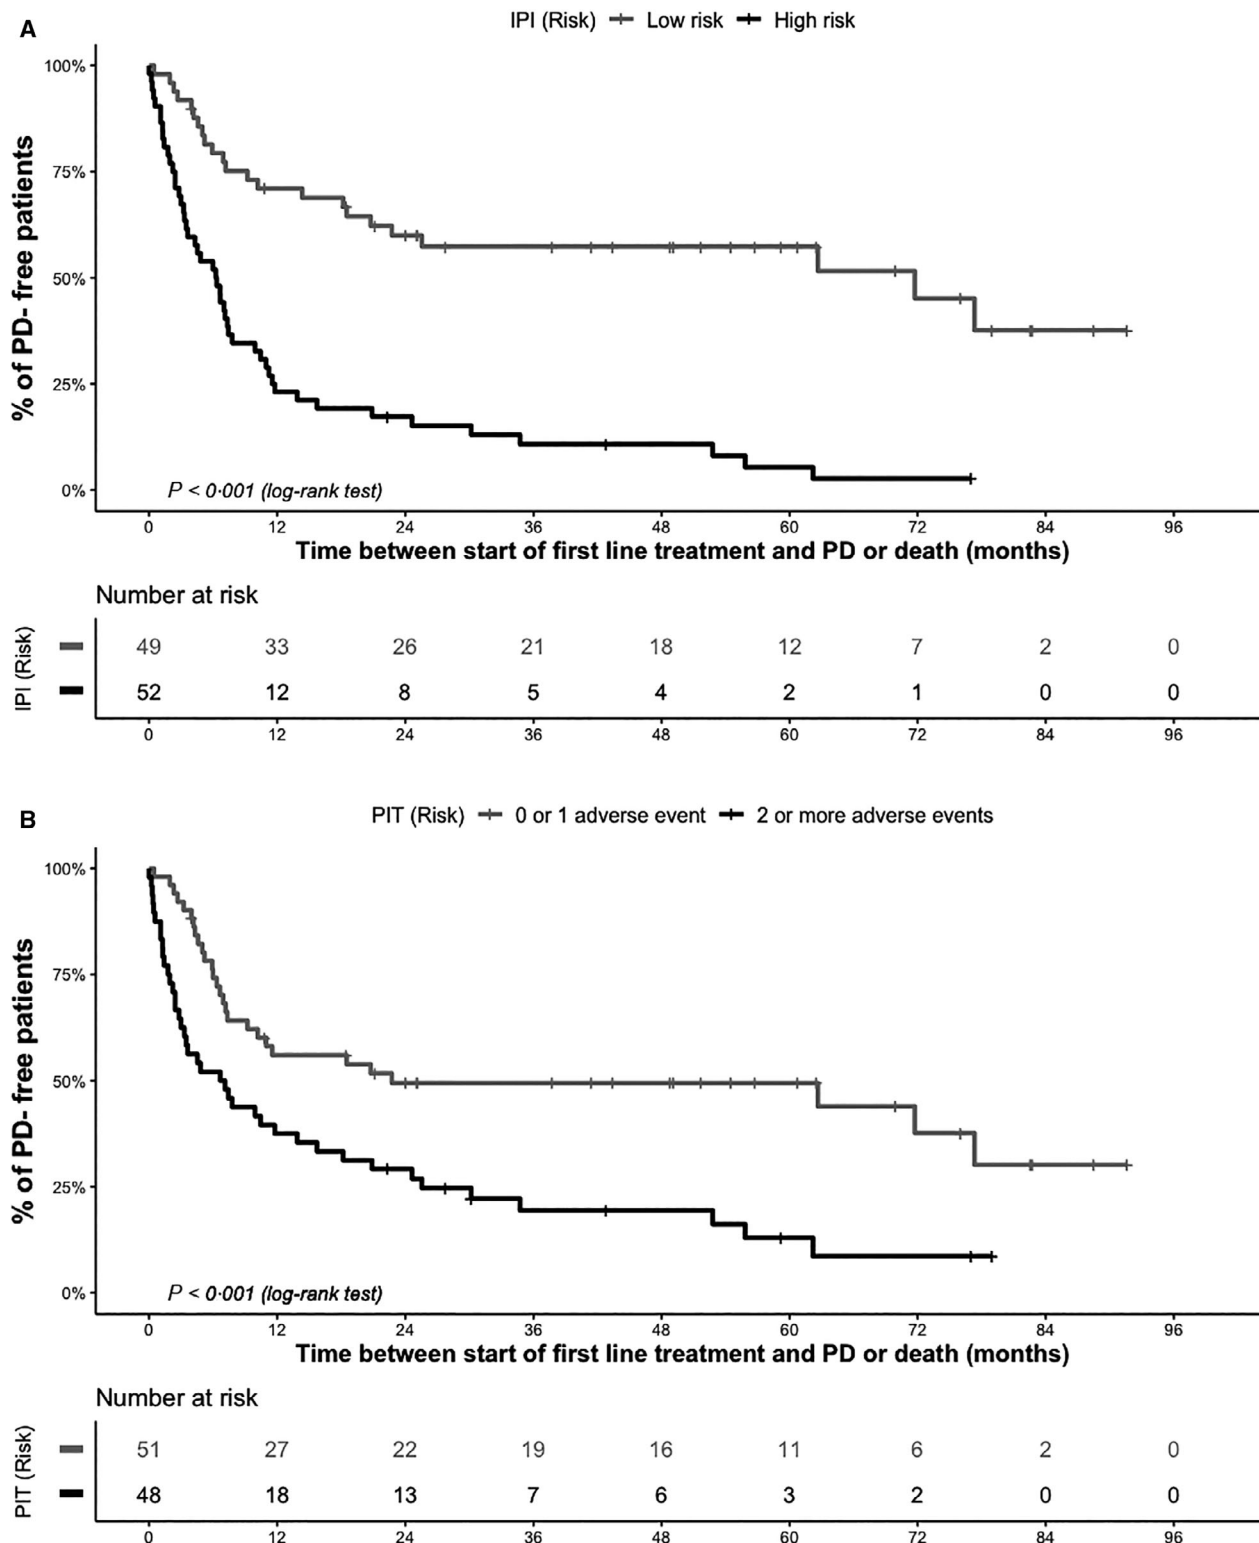 A
IPI (Risk) Low risk High risk
% of PD- free patients
100%
75%
50%
25%
0%
P < 0·001 (log-rank test)
0 12 24 36 48 60 72 84 96
Time between start of first line treatment and PD or death (months)
Number at risk
IPI (Risk)
49 33 26 21 18 12 7 2 0
52 12 8 5 4 2 1 0 0
0 12 24 36 48 60 72 84 96
B
PIT (Risk) 0 or 1 adverse event 2 or more adverse events
% of PD- free patients
100%
75%
50%
25%
0%
P < 0·001 (log-rank test)
0 12 24 36 48 60 72 84 96
Time between start of first line treatment and PD or death (months)
Number at risk
PIT (Risk)
51 27 22 19 16 11 6 2 0
48 18 13 7 6 3 2 0 0
0 12 24 36 48 60 72 84 96